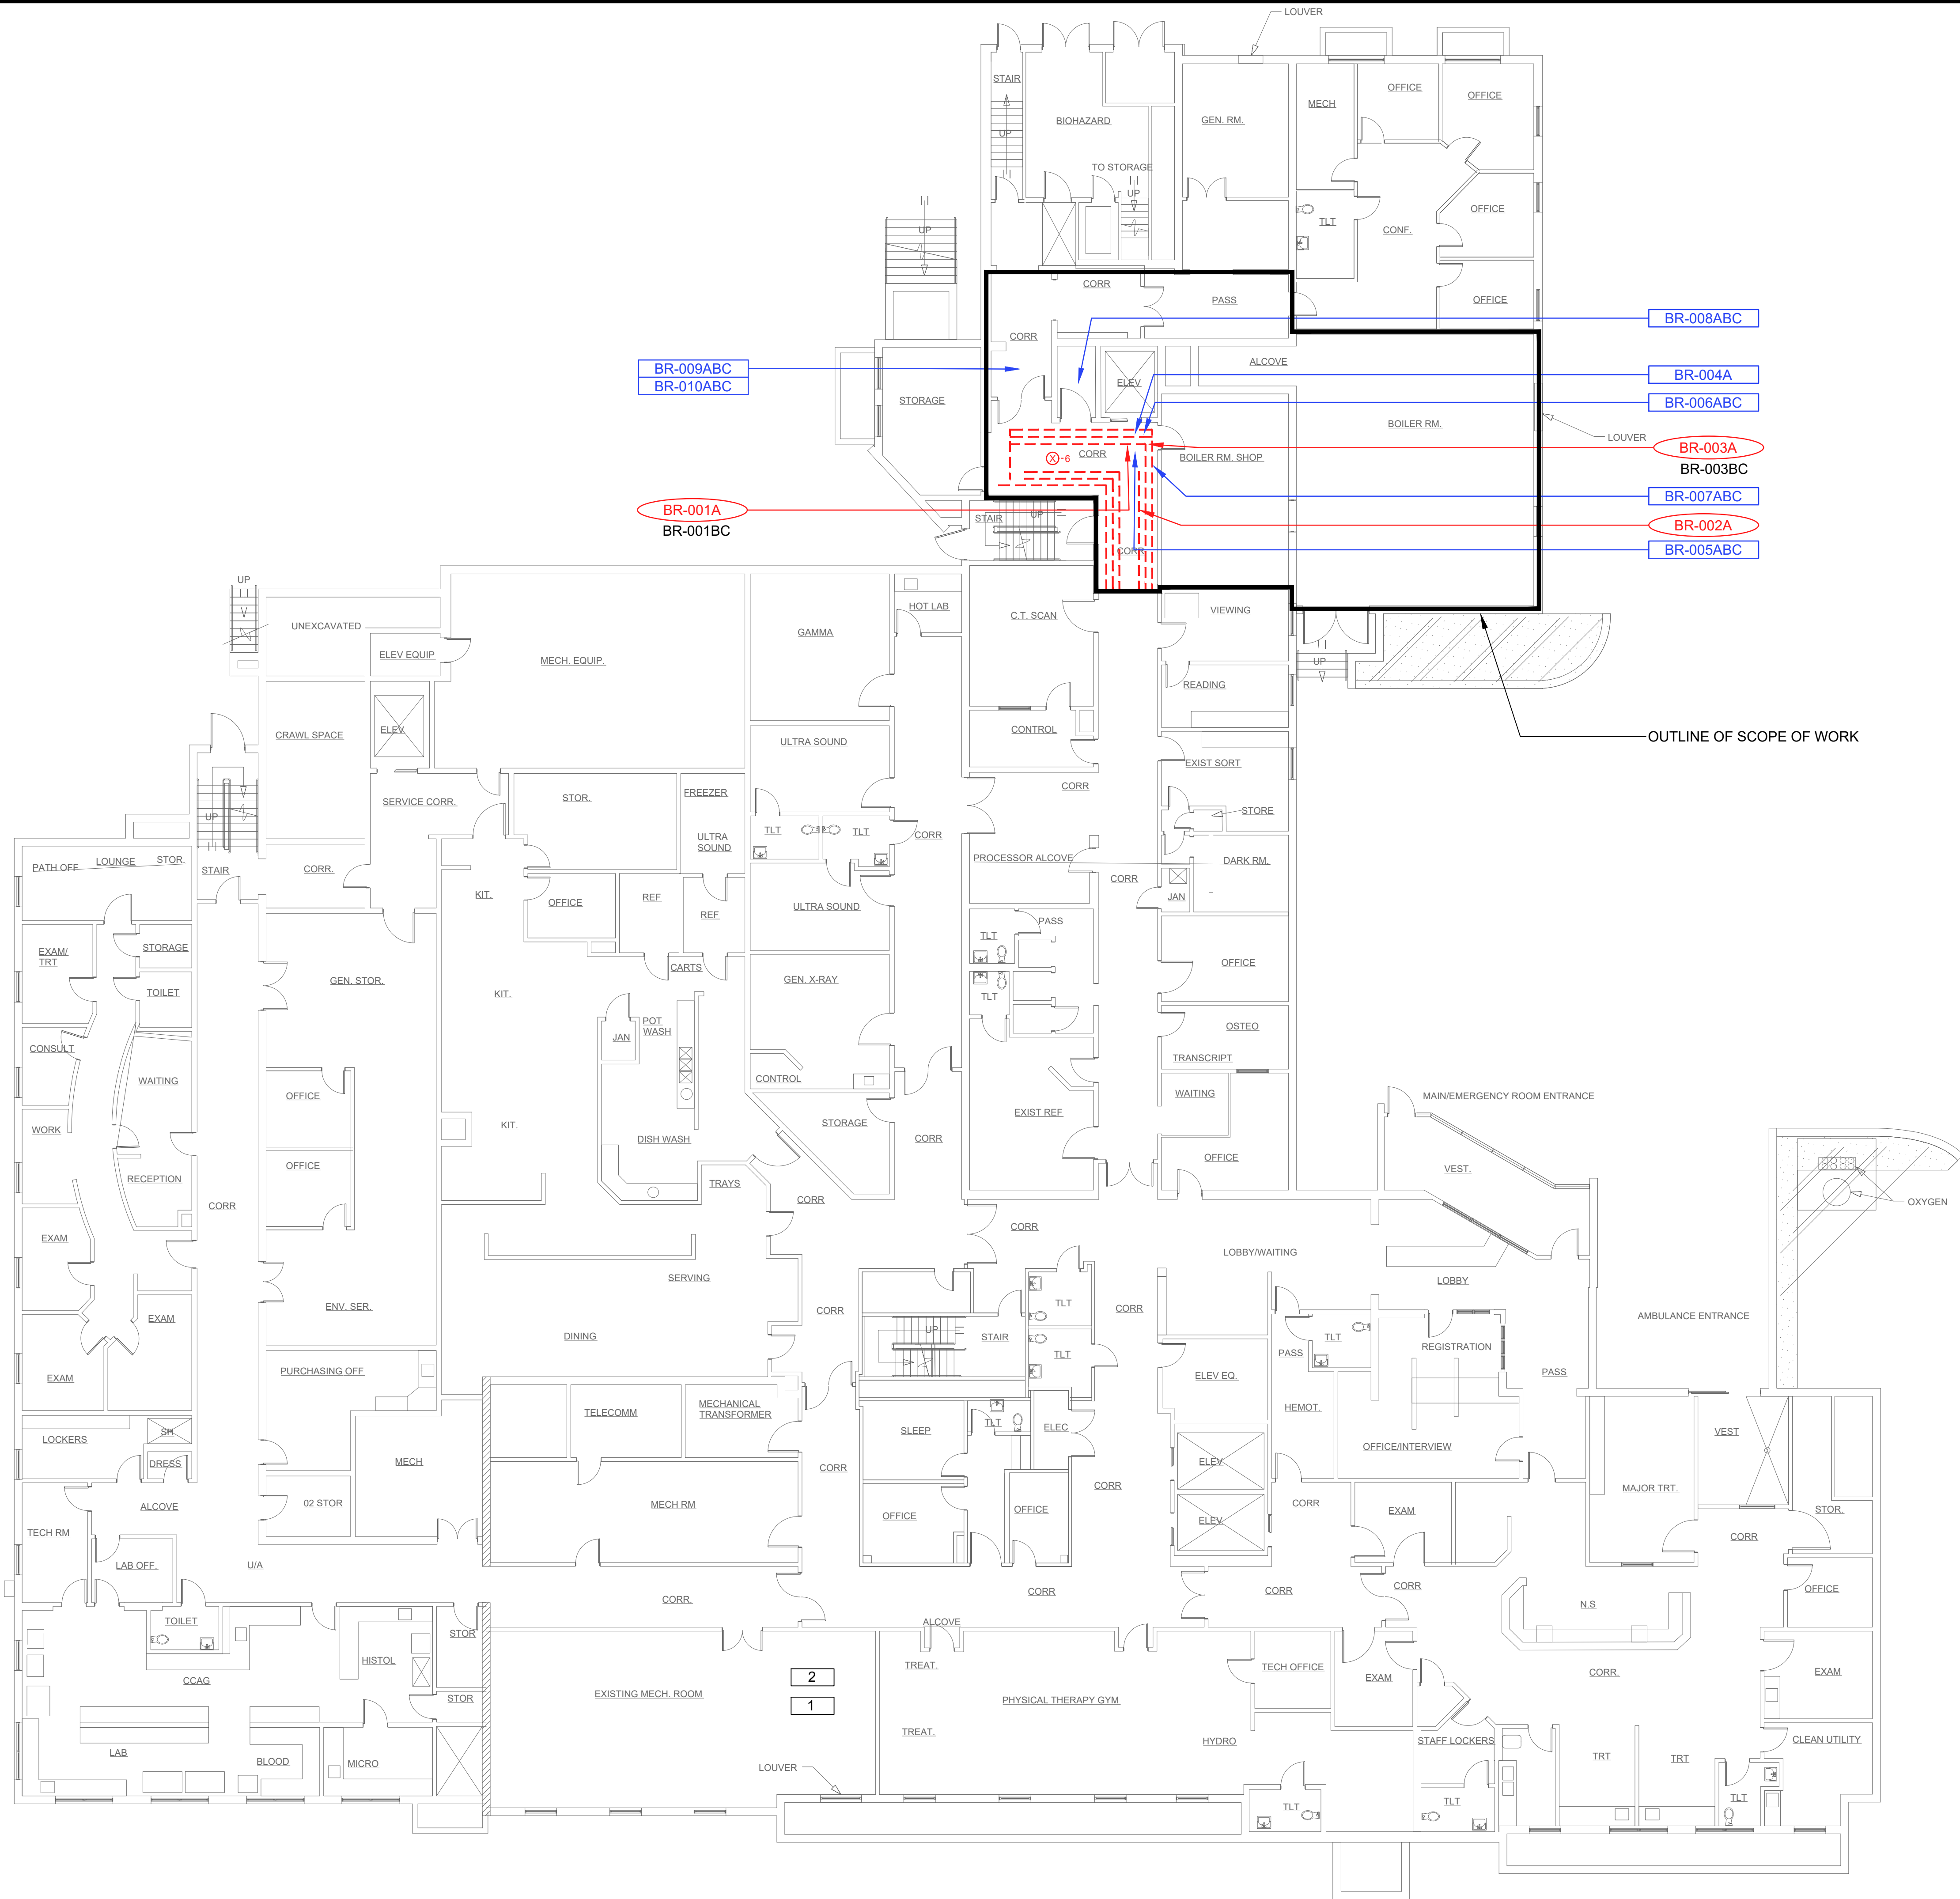 LOUVER
STAIR
UP
BIOHAZARD
TO STORAGE
UP
GEN. RM.
MECH
OFFICE
OFFICE
TLT
CONF.
OFFICE
OFFICE
UP
CORR
PASS
CORR
ALCOVE
ELEV
STORAGE
BOILER RM.
LOUVER
BR-008ABC
BR-009ABC
BR-010ABC
BR-004A
BR-006ABC
X-6
CORR
BOILER RM. SHOP
BR-003A
BR-003BC
BR-007ABC
BR-001A
BR-001BC
BR-002A
BR-005ABC
STAIR
UP
CORR
UP
UNEXCAVATED
ELEV EQUIP
MECH. EQUIP.
GAMMA
HOT LAB
C.T. SCAN
VIEWING
UP
READING
CRAWL SPACE
ELEV
ULTRA SOUND
CONTROL
OUTLINE OF SCOPE OF WORK
EXIST SORT
SERVICE CORR.
STOR.
FREEZER
CORR
STORE
UP
ULTRA
SOUND
TLT
TLT
CORR
PATH OFF
LOUNGE
STOR.
STAIR
CORR.
PROCESSOR ALCOVE
DARK RM.
CORR
KIT.
OFFICE
REF
REF
ULTRA SOUND
JAN
PASS
TLT
EXAM/
TRT
STORAGE
GEN. STOR.
CARTS
GEN. X-RAY
OFFICE
TOILET
KIT.
TLT
POT
WASH
JAN
OSTEO
CONSULT
TRANSCRIPT
WAITING
CONTROL
WAITING
OFFICE
MAIN/EMERGENCY ROOM ENTRANCE
WORK
KIT.
STORAGE
EXIST REF
DISH WASH
CORR
OFFICE
OFFICE
VEST.
RECEPTION
TRAYS
CORR
CORR
OXYGEN
EXAM
CORR
LOBBY/WAITING
SERVING
LOBBY
ENV. SER.
EXAM
CORR
TLT
CORR
AMBULANCE ENTRANCE
DINING
UP
STAIR
TLT
TLT
PASS
REGISTRATION
EXAM
PURCHASING OFF
ELEV EQ.
PASS
TELECOMM
MECHANICAL
TRANSFORMER
HEMOT.
LOCKERS
SH
SLEEP
TLT
ELEC
OFFICE/INTERVIEW
VEST
DRESS
MECH
CORR
ELEV
ALCOVE
02 STOR
MECH RM
CORR
MAJOR TRT.
OFFICE
OFFICE
ELEV
CORR
EXAM
STOR.
TECH RM
LAB OFF.
U/A
CORR
CORR.
CORR
CORR
CORR
OFFICE
TOILET
STOR
ALCOVE
N.S
HISTOL
CCAG
STOR
EXISTING MECH. ROOM
2
1
TREAT.
PHYSICAL THERAPY GYM
TECH OFFICE
EXAM
CORR.
EXAM
TREAT.
HYDRO
STAFF LOCKERS
CLEAN UTILITY
LAB
BLOOD
MICRO
LOUVER
TRT
TRT
TLT
TLT
TLT